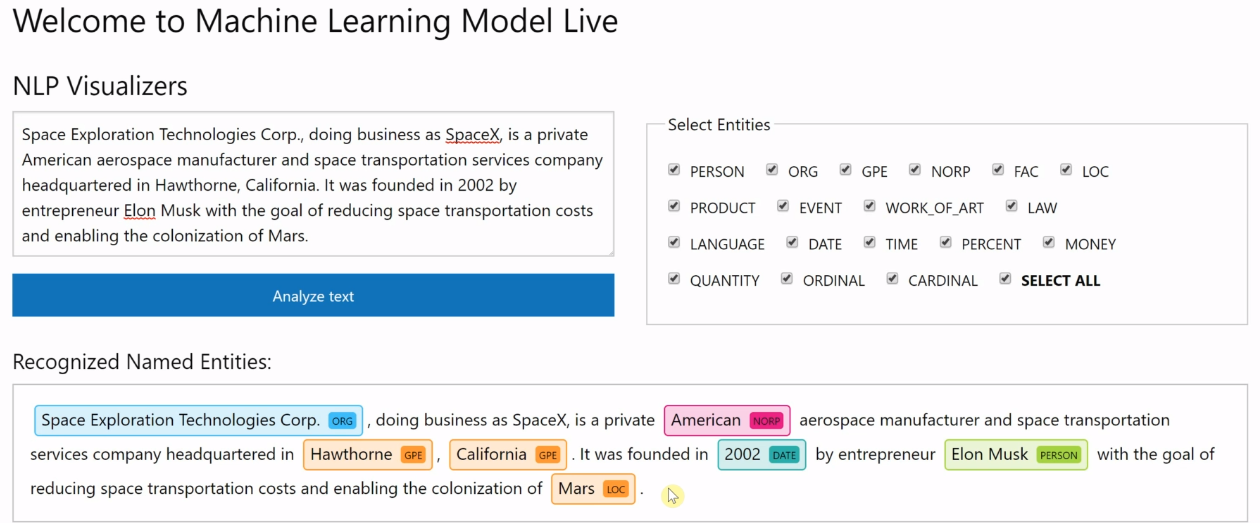 Welcome to Machine Learning Model Live
NLP Visualizers
Space Exploration Technologies Corp., doing business as SpaceX, is a private
American aerospace manufacturer and space transportation services company
headquartered in Hawthorne, California. It was founded in 2002 by
entrepreneur Elon Musk with the goal of reducing space transportation costs
and enabling the colonization of Mars.
Analyze text
Select Entities
PERSON ORG GPE NORP FAC LOC
PRODUCT EVENT WORK_OF_ART LAW
LANGUAGE DATE TIME PERCENT MONEY
QUANTITY ORDINAL CARDINAL SELECT ALL
Recognized Named Entities:
Space Exploration Technologies Corp. ORG , doing business as SpaceX, is a private American NORP aerospace manufacturer and space transportation
services company headquartered in Hawthorne GPE , California GPE . It was founded in 2002 DATE by entrepreneur Elon Musk PERSON with the goal of
reducing space transportation costs and enabling the colonization of Mars LOC .